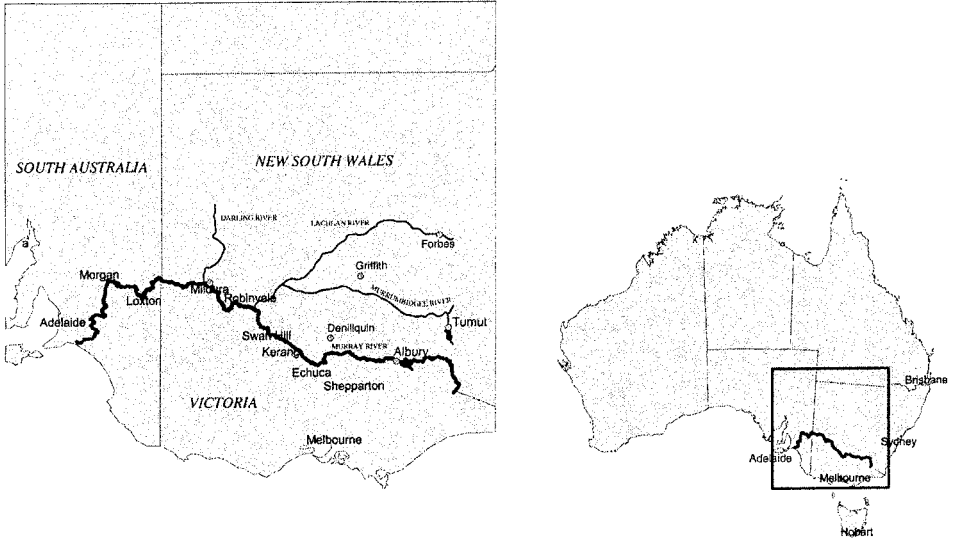 SOUTH AUSTRALIA
NEW SOUTH WALES
DARLING RIVER
LACHLAN RIVER
Forbes
a
Griffith
Morgan
Mildura
Loxton
Robinvale
MURRUMBIDGEE RIVER
Adelaide
Tumut
Swan Hill
Deniliquin
MURRAY RIVER
Kerang
Albury
Echuca
Shepparton
VICTORIA
Melbourne
Brisbane
Sydney
Adelaide
Melbourne
Hobart